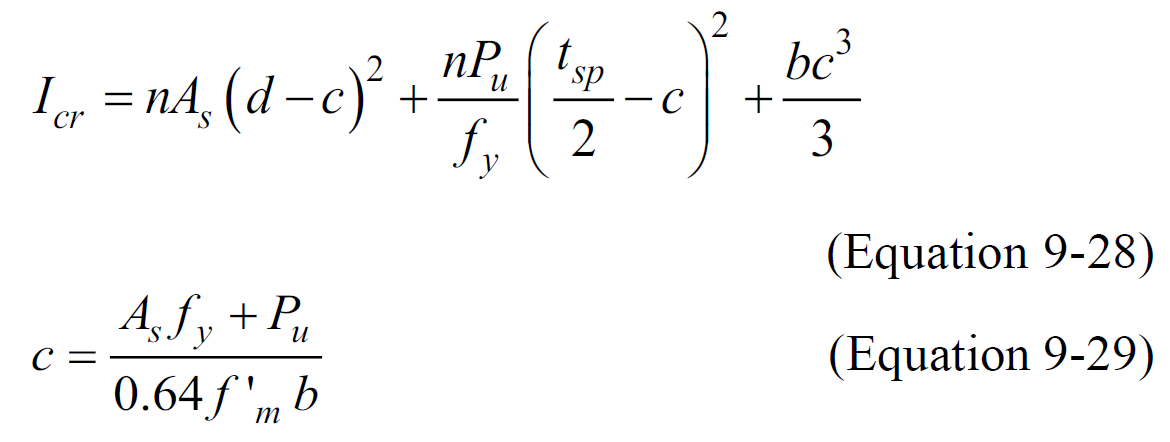 I_cr = nA_s (d − c)^2 + nP_u / f_y (t_sp / 2 − c)^2 + bc^3 / 3
(Equation 9-28)
c = (A_s f_y + P_u) / (0.64 f'_m b) (Equation 9-29)